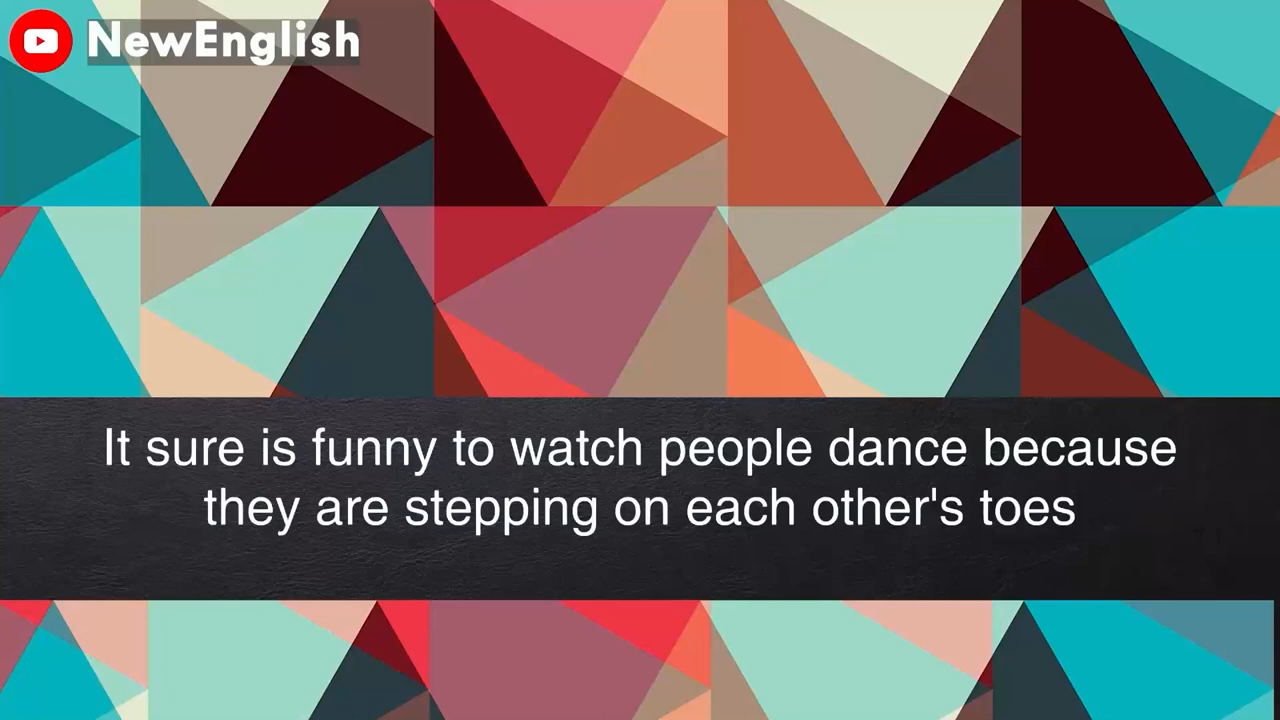 NewEnglish
It sure is funny to watch people dance because
they are stepping on each other's toes